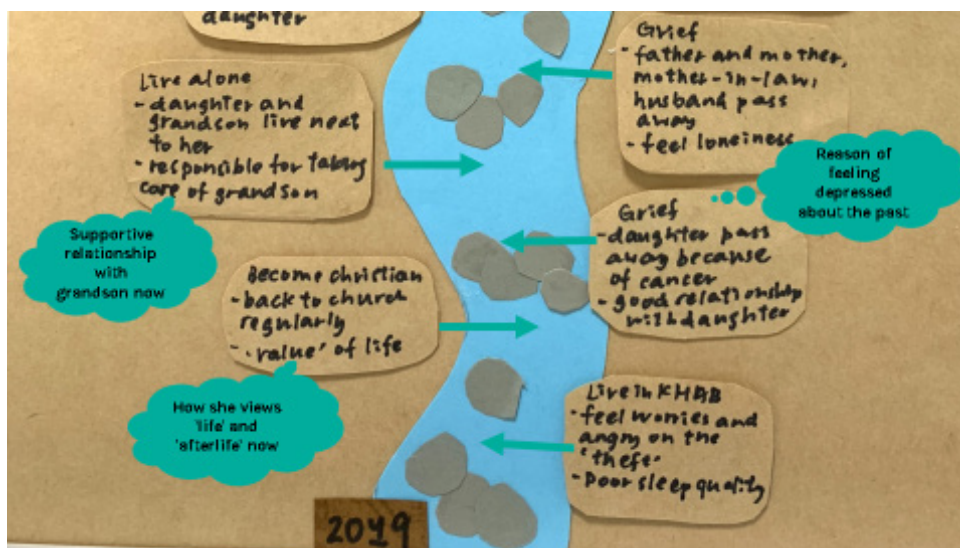 daughter
Live alone
- daughter and
grandson live next
to her
- responsible for taking
care of grandson
Supportive
relationship
with
grandson now
Become christian
- back to church
regularly
- 'value' of life
How she views
'life' and
'afterlife' now
Grief
- father and mother,
mother-in-law,
husband pass
away
- feel loneiness
Reason of
feeling
depressed
about the past
Grief
- daughter pass
away because
of cancer
- good relationship
with daughter
Live in KHAB
- feel worries and
angry on the
'theft'
- Poor sleep quality
2019